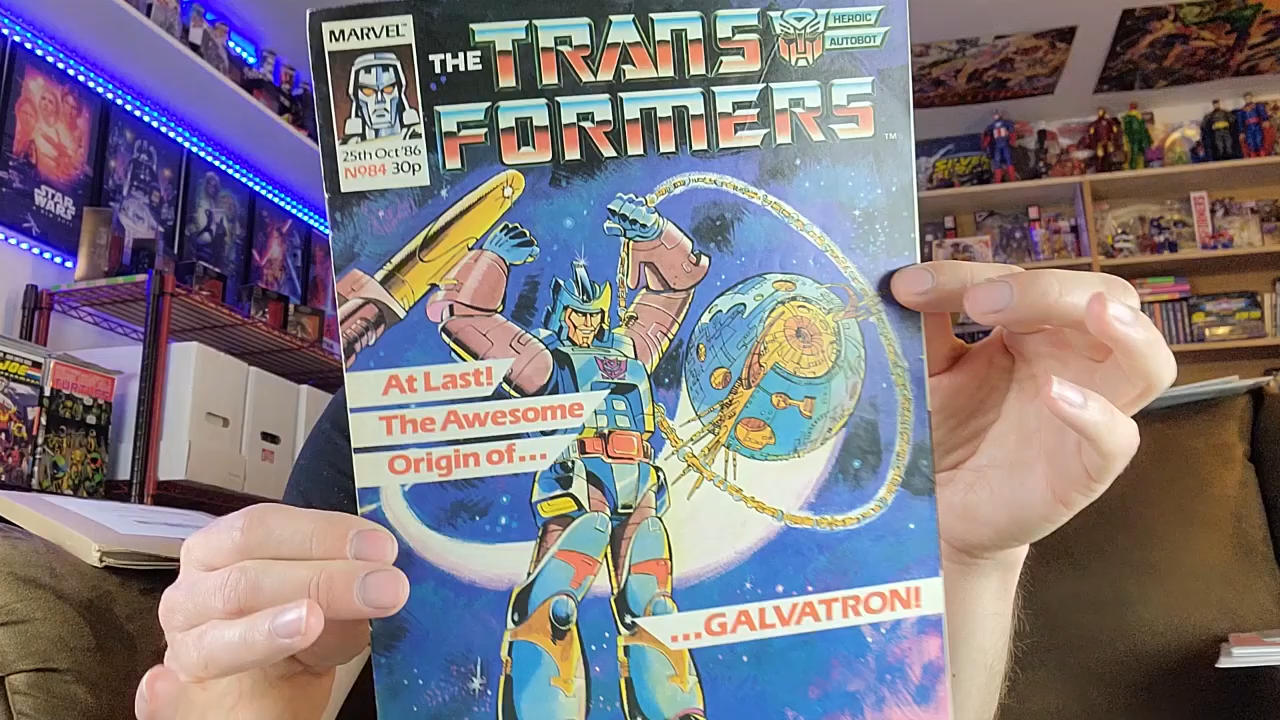 MARVEL
25th Oct'86
Nº84 30p
THE TRANS
FORMERS™
HEROIC
AUTOBOT
At Last!
The Awesome
Origin of...
...GALVATRON!
STAR
WARS